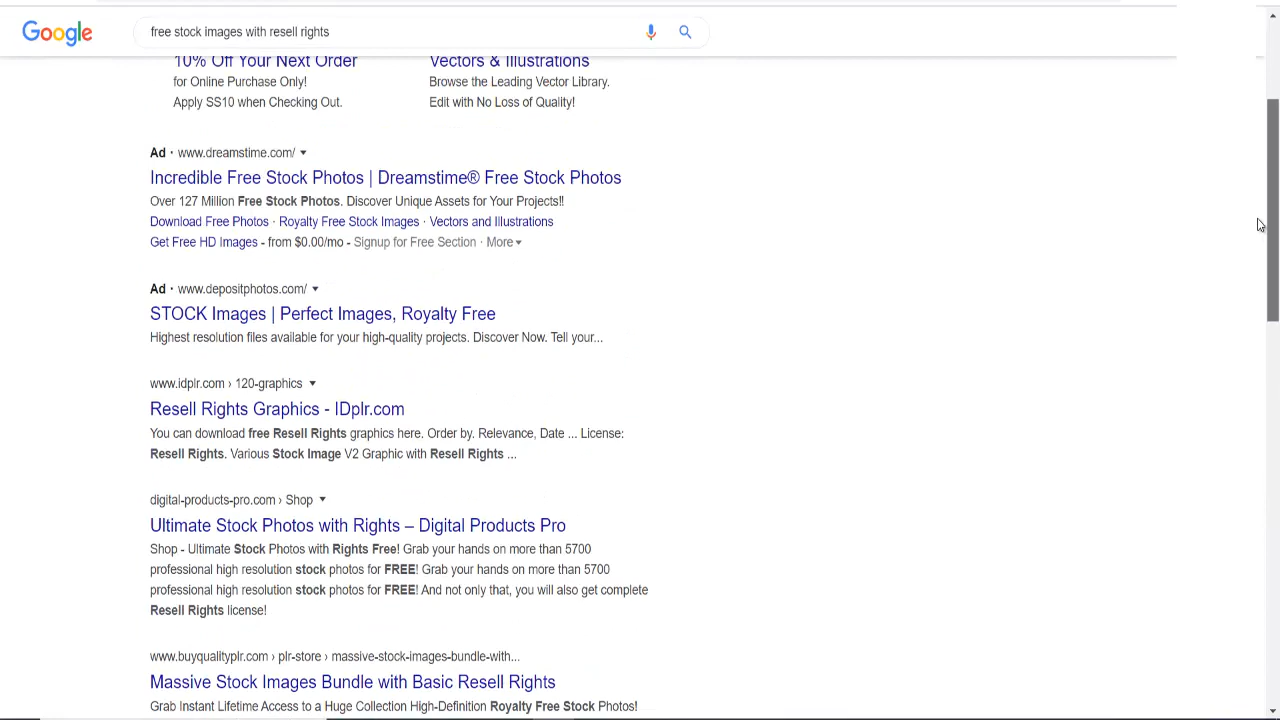 Google
free stock images with resell rights
10% Off Your Next Order
for Online Purchase Only!
Apply SS10 when Checking Out.
Vectors & Illustrations
Browse the Leading Vector Library.
Edit with No Loss of Quality!
Ad · www.dreamstime.com/
Incredible Free Stock Photos | Dreamstime® Free Stock Photos
Over 127 Million Free Stock Photos. Discover Unique Assets for Your Projects!!
Download Free Photos · Royalty Free Stock Images · Vectors and Illustrations
Get Free HD Images - from $0.00/mo - Signup for Free Section · More
Ad · www.depositphotos.com/
STOCK Images | Perfect Images, Royalty Free
Highest resolution files available for your high-quality projects. Discover Now. Tell your...
www.idplr.com › 120-graphics
Resell Rights Graphics - IDplr.com
You can download free Resell Rights graphics here. Order by. Relevance, Date ... License:
Resell Rights. Various Stock Image V2 Graphic with Resell Rights ...
digital-products-pro.com › Shop
Ultimate Stock Photos with Rights – Digital Products Pro
Shop - Ultimate Stock Photos with Rights Free! Grab your hands on more than 5700
professional high resolution stock photos for FREE! Grab your hands on more than 5700
professional high resolution stock photos for FREE! And not only that, you will also get complete
Resell Rights license!
www.buyqualityplr.com › plr-store › massive-stock-images-bundle-with...
Massive Stock Images Bundle with Basic Resell Rights
Grab Instant Lifetime Access to a Huge Collection High-Definition Royalty Free Stock Photos!